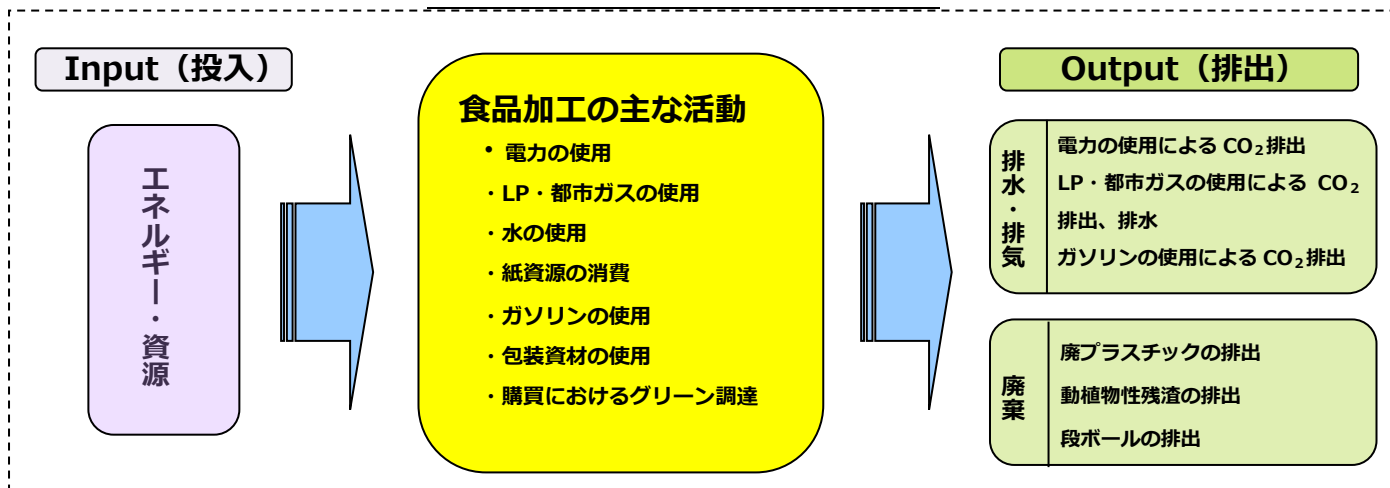 Input（投入）
エネルギー・資源
食品加工の主な活動
・ 電力の使用
・LP・都市ガスの使用
・水の使用
・紙資源の消費
・ガソリンの使用
・包装資材の使用
・購買におけるグリーン調達
Output（排出）
排水・排気
電力の使用による CO₂排出
LP・都市ガスの使用による CO₂
排出、排水
ガソリンの使用による CO₂排出
廃棄
廃プラスチックの排出
動植物性残渣の排出
段ボールの排出